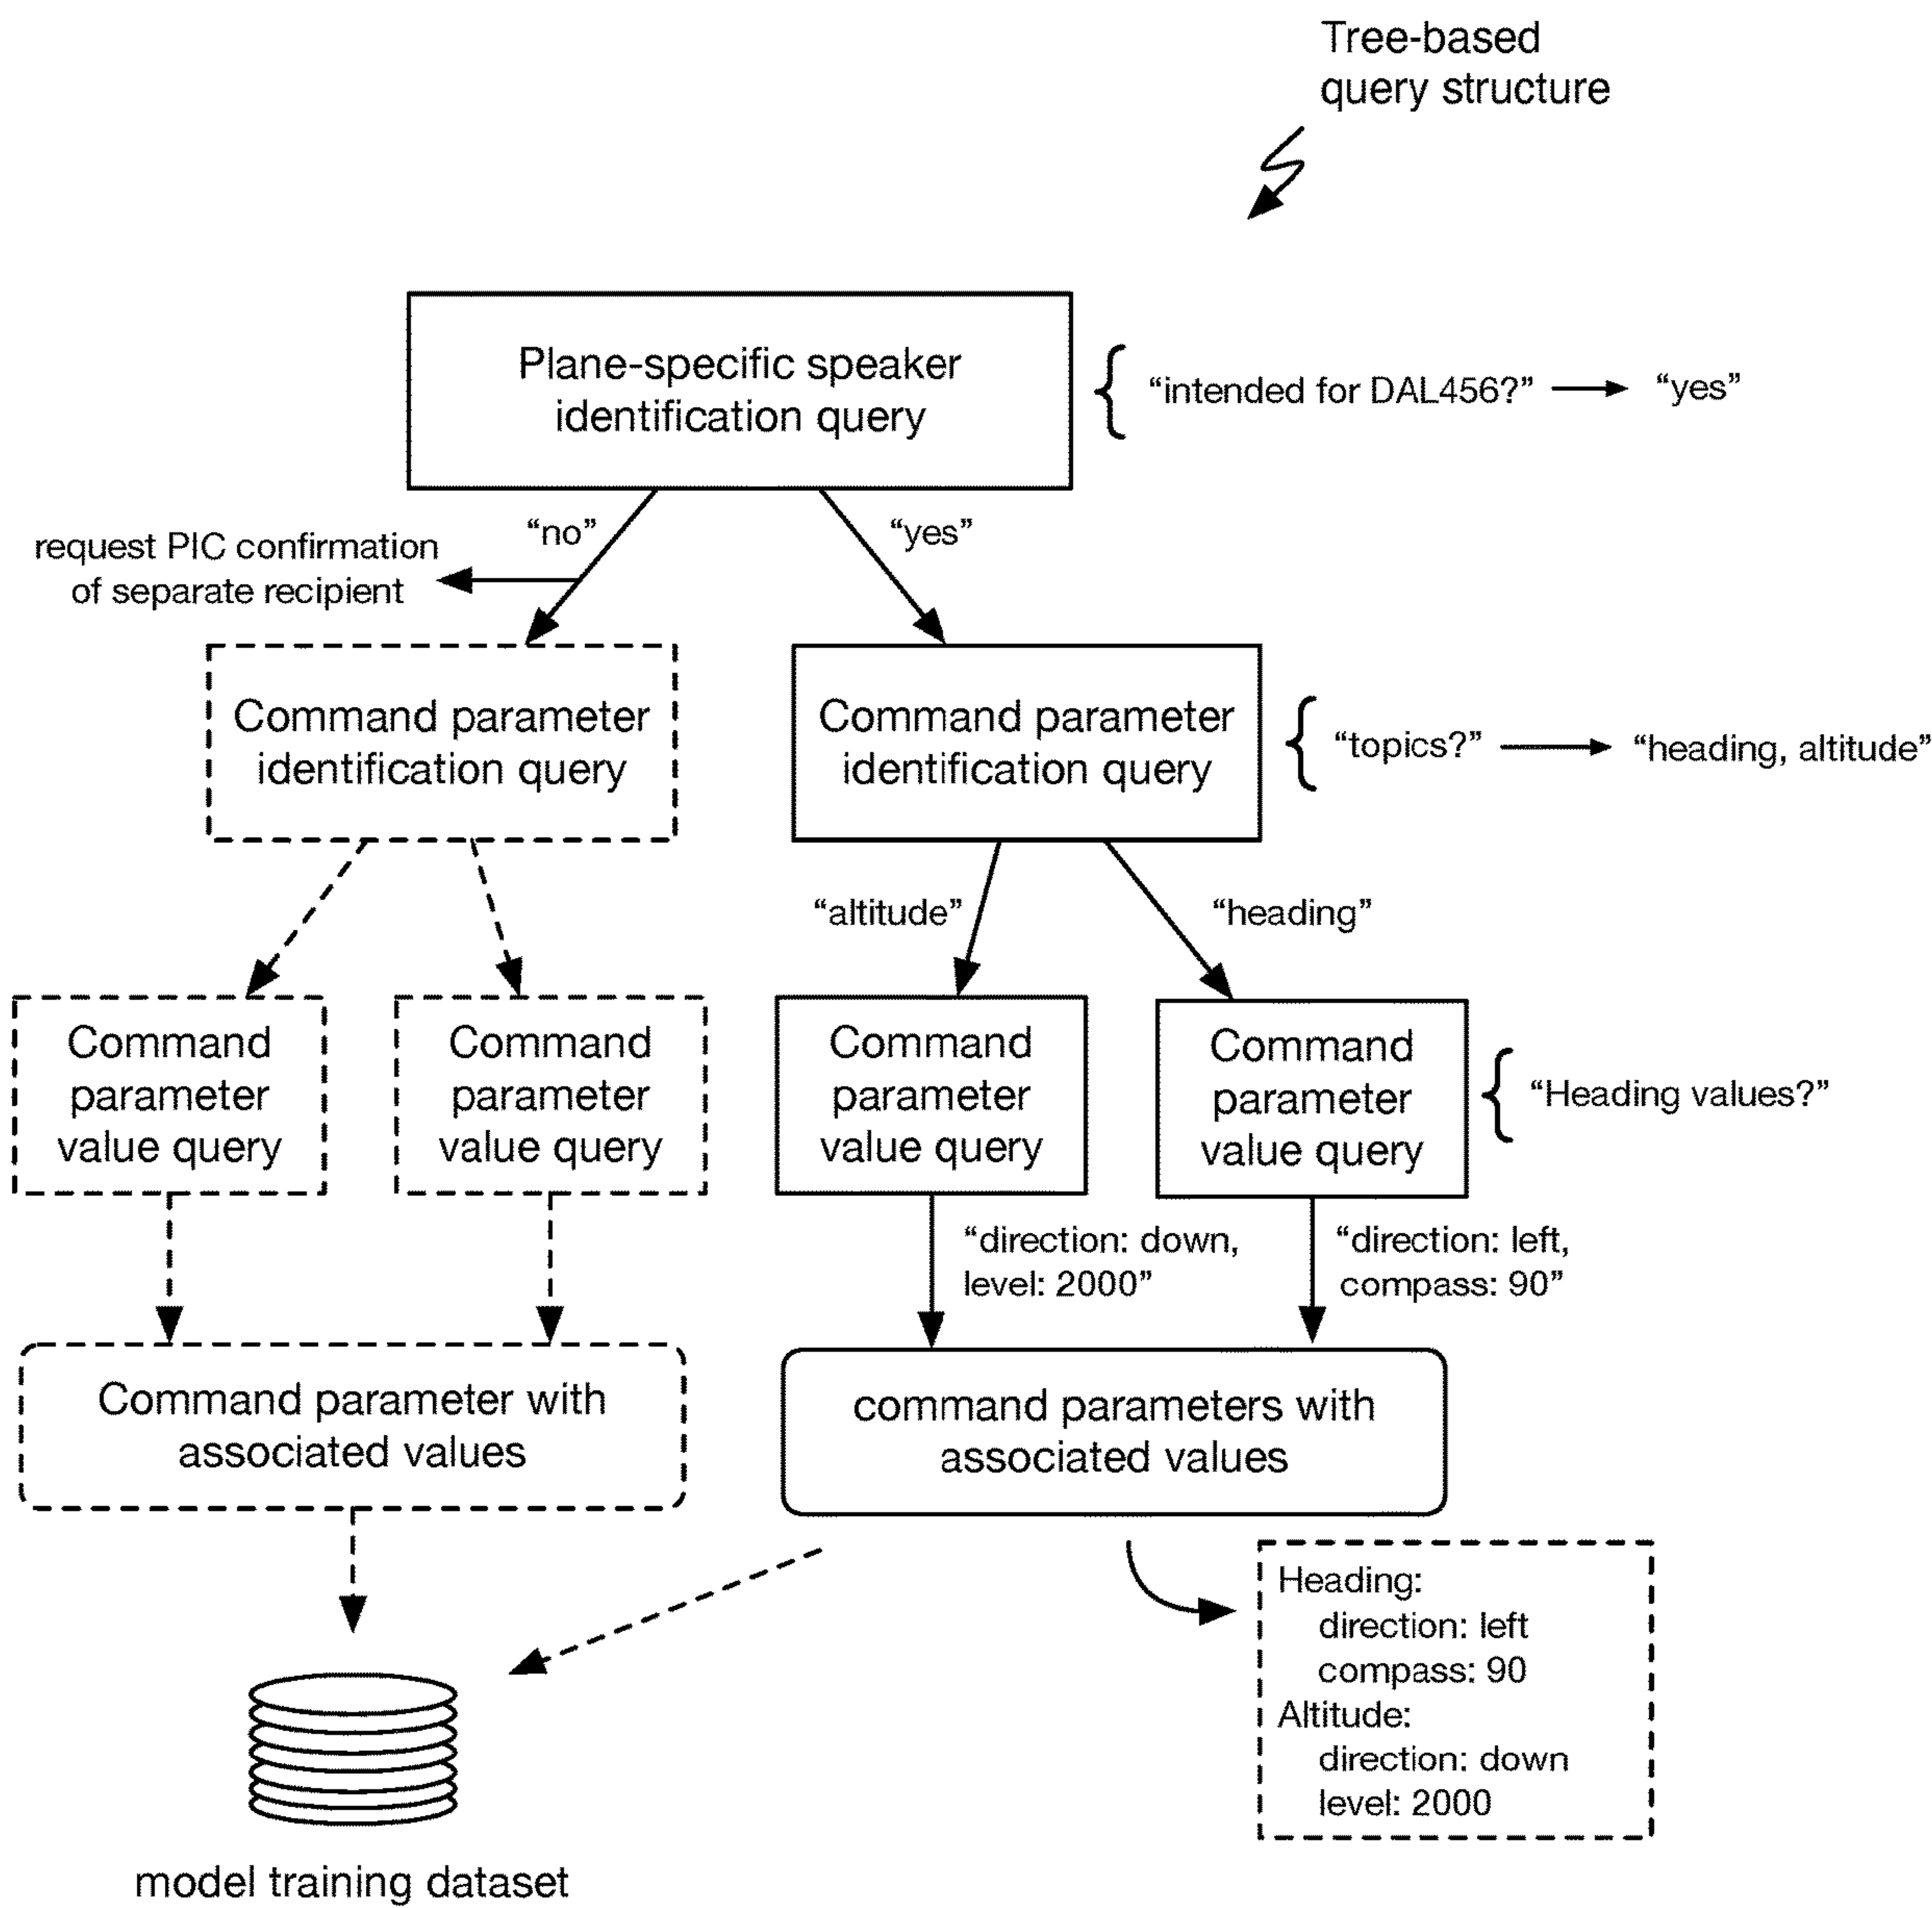 Tree-based
query structure
Plane-specific speaker
identification query
“intended for DAL456?”
“yes”
“no”
“yes”
request PIC confirmation
of separate recipient
Command parameter
identification query
Command parameter
identification query
“topics?”
“heading, altitude”
“altitude”
“heading”
Command
parameter
value query
Command
parameter
value query
Command
parameter
value query
Command
parameter
value query
“Heading values?”
“direction: down,
level: 2000”
“direction: left,
compass: 90”
Command parameter with
associated values
command parameters with
associated values
Heading:
direction: left
compass: 90
Altitude:
direction: down
level: 2000
model training dataset